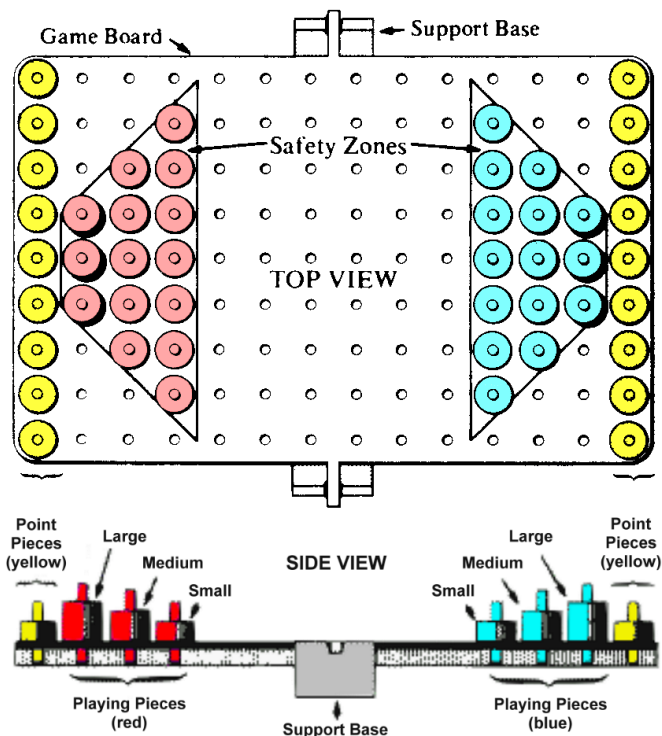 Game Board
Support Base
Safety Zones
TOP VIEW
Point
Pieces
(yellow)
Large
Medium
Small
SIDE VIEW
Large
Medium
Small
Point
Pieces
(yellow)
Playing Pieces
(red)
Support Base
Playing Pieces
(blue)